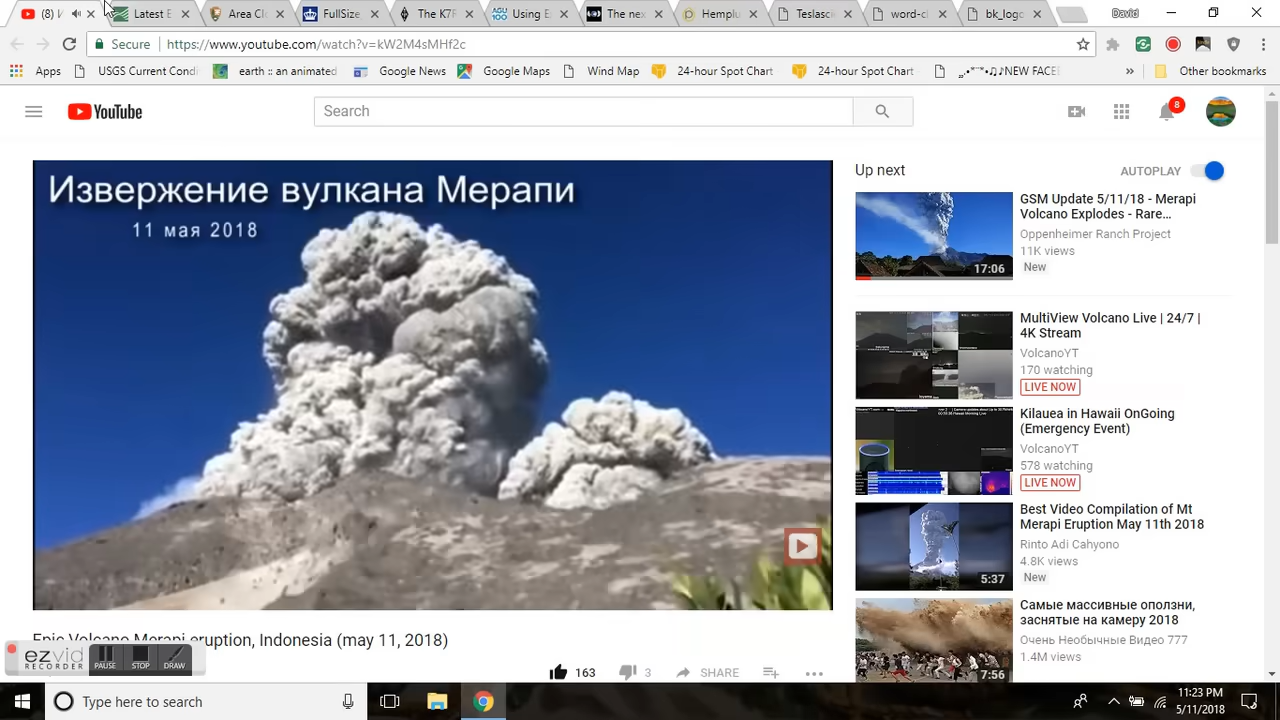 (8)
Latest E
Area Cl
FullSize
The K7
AGU 100
Using E
The nex
Hemplu
Teslasci
word-c
bk_logo
David
Secure
https://www.youtube.com/watch?v=kW2M4sMHf2c
Apps
USGS Current Condi
earth :: an animated
Google News
Google Maps
Wind Map
24-hour Spot Chart
24-hour Spot Chart
NEW FACE
»
Other bookmarks
YouTube
Search
8
Извержение вулкана Мерапи
11 мая 2018
Up next
AUTOPLAY
GSM Update 5/11/18 - Merapi
Volcano Explodes - Rare...
Oppenheimer Ranch Project
11K views
New
17:06
MultiView Volcano Live | 24/7 |
4K Stream
VolcanoYT
170 watching
LIVE NOW
Kilauea in Hawaii OnGoing
(Emergency Event)
VolcanoYT
578 watching
LIVE NOW
Best Video Compilation of Mt
Merapi Eruption May 11th 2018
Rinto Adi Cahyono
4.8K views
New
5:37
Самые массивные оползни,
заснятые на камеру 2018
Очень Необычные Видео 777
1.4M views
7:56
Epic Volcano Merapi eruption, Indonesia (may 11, 2018)
ezvid
RECORDER
PAUSE
STOP
DRAW
163
3
SHARE
Type here to search
11:23 PM
5/11/2018